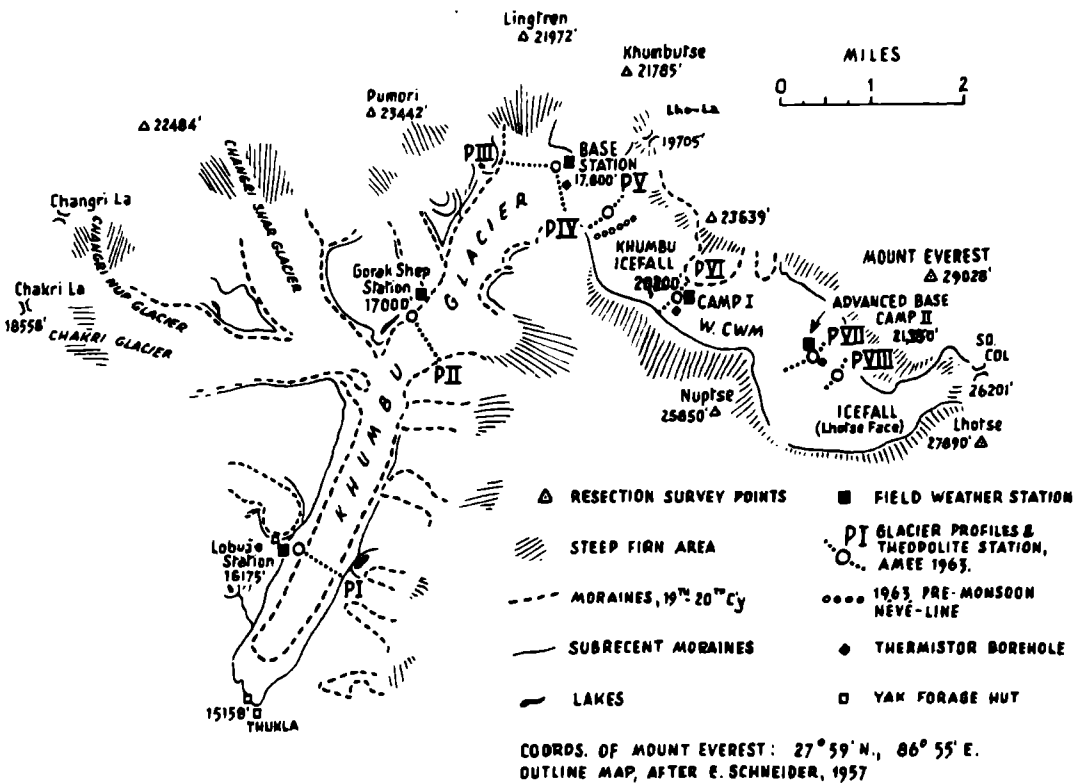 Lingtren
△ 21972'
Khumbutse
△ 21785'
MILES
0 1 2
Pumori
△ 23442'
Lho-La
19705'
△ 22484'
PIII
BASE
STATION
17,800'
PV
CHANGRI SHAR GLACIER
Changri La
CHANGRI NUP GLACIER
Chakri La
18558'
CHAKRI GLACIER
GLACIER
PIV
△ 23639'
KHUMBU
ICEFALL
PVI
MOUNT EVEREST
△ 29028'
Gorak Shep
Station
17000'
CAMP I
W. CWM
ADVANCED BASE
CAMP II
PVII
PVIII
SO.
COL
26201'
PII
KHUMBU
Nuptse
25850' △
ICEFALL
(Lhotse Face)
Lhotse
27890' △
Lobuje
Station
16175'
PI
15158'
THUKLA
△ RESECTION SURVEY POINTS
STEEP FIRN AREA
MORAINES, 19TH 20TH C'y
SUBRECENT MORAINES
LAKES
FIELD WEATHER STATION
PI GLACIER PROFILES &
THEODOLITE STATION,
AMEE 1963.
1963 PRE-MONSOON
NÉVÉ-LINE
THERMISTOR BOREHOLE
YAK FORAGE HUT
COORDS. OF MOUNT EVEREST: 27° 59' N., 86° 55' E.
OUTLINE MAP, AFTER E. SCHNEIDER, 1957